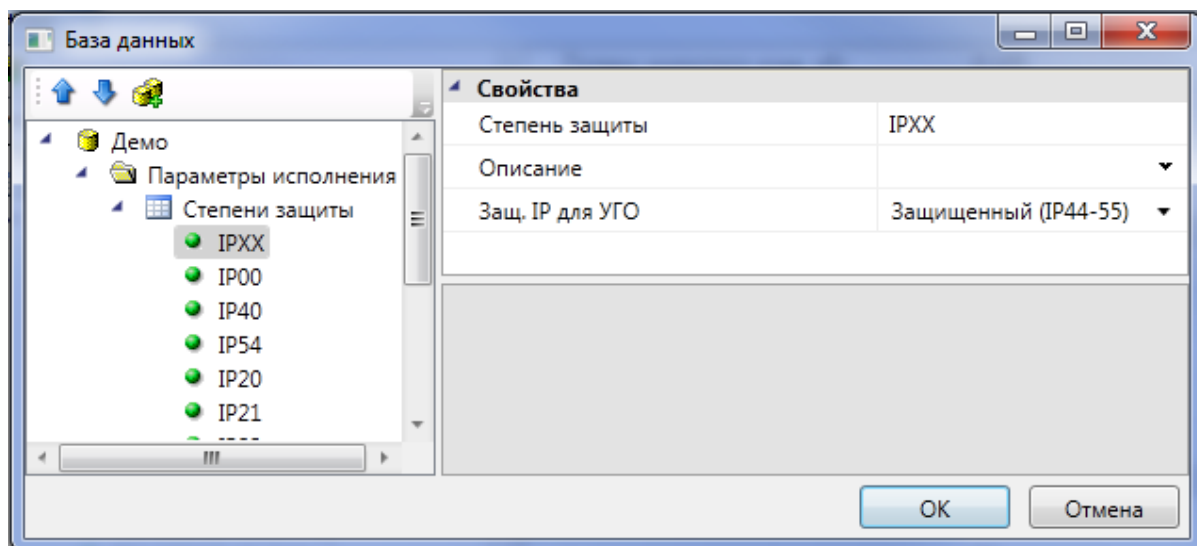 База данных
Демо
Параметры исполнения
Степени защиты
IPXX
IP00
IP40
IP54
IP20
IP21
Свойства
Степень защиты IPXX
Описание
Защ. IP для УГО Защищенный (IP44-55)
OK Отмена